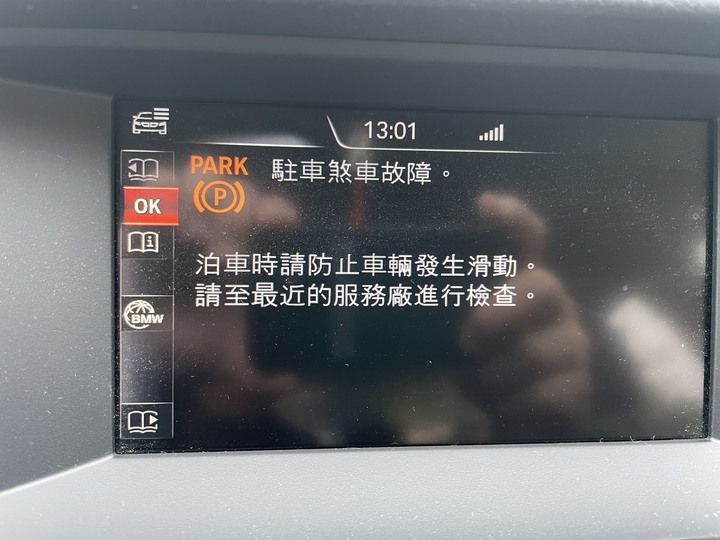 13:01
PARK
駐車煞車故障。
(P)
OK
泊車時請防止車輛發生滑動。
請至最近的服務廠進行檢查。
BMW